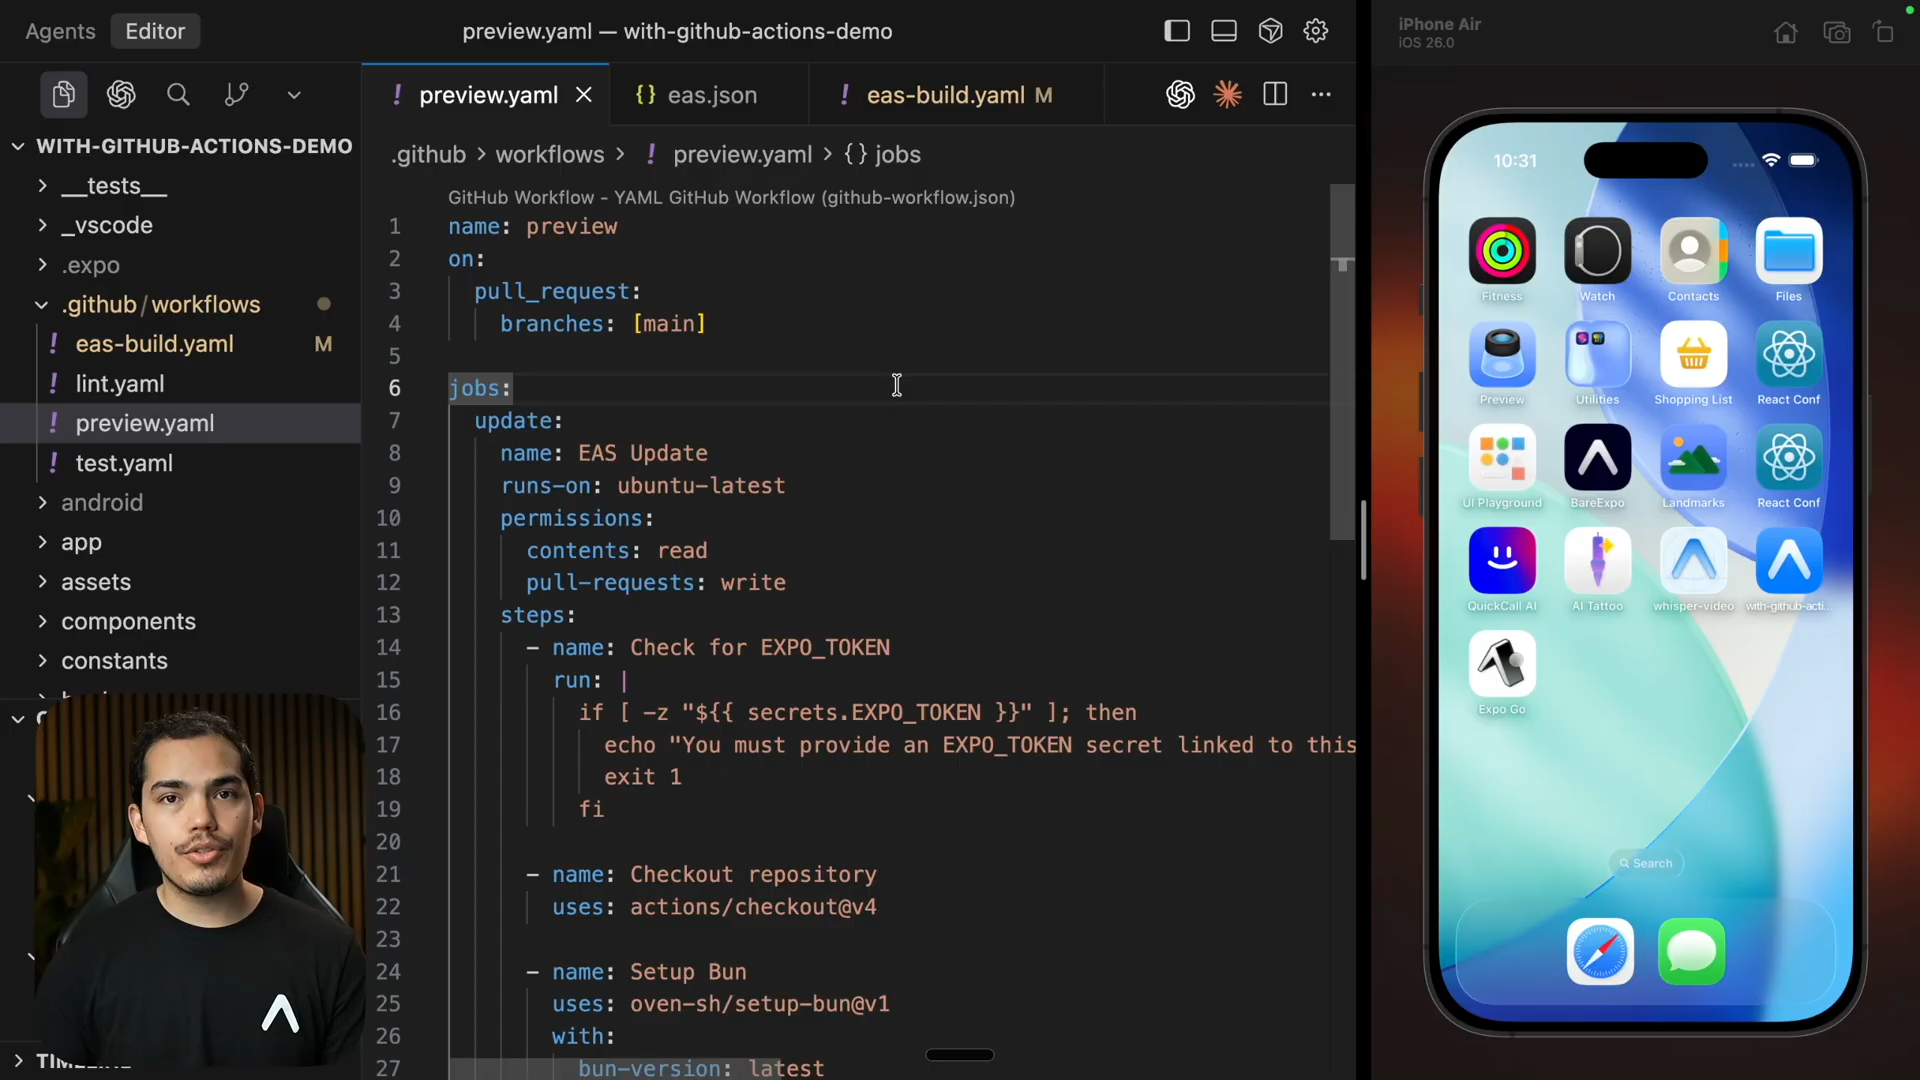 Agents
Editor
preview.yaml — with-github-actions-demo
iPhone Air
iOS 26.0
preview.yaml
{} eas.json
! eas-build.yaml M
WITH-GITHUB-ACTIONS-DEMO
__tests__
_vscode
.expo
.github/workflows
! eas-build.yaml M
! lint.yaml
! preview.yaml
! test.yaml
android
app
assets
components
constants
.github > workflows > ! preview.yaml > {} jobs
GitHub Workflow - YAML GitHub Workflow (github-workflow.json)
1 name: preview
2 on:
3 pull_request:
4 branches: [main]
5
6 jobs:
7 update:
8 name: EAS Update
9 runs-on: ubuntu-latest
10 permissions:
11 contents: read
12 pull-requests: write
13 steps:
14 - name: Check for EXPO_TOKEN
15 run: |
16 if [ -z "${{ secrets.EXPO_TOKEN }}" ]; then
17 echo "You must provide an EXPO_TOKEN secret linked to this
18 exit 1
19 fi
20
21 - name: Checkout repository
22 uses: actions/checkout@v4
23
24 - name: Setup Bun
25 uses: oven-sh/setup-bun@v1
26 with:
27 bun-version: latest
10:31
Fitness
Watch
Contacts
Files
Preview
Utilities
Shopping List
React Conf
UI Playground
BareExpo
Landmarks
React Conf
QuickCall AI
AI Tattoo
whisper-video
with-github-acti...
Expo Go
Search